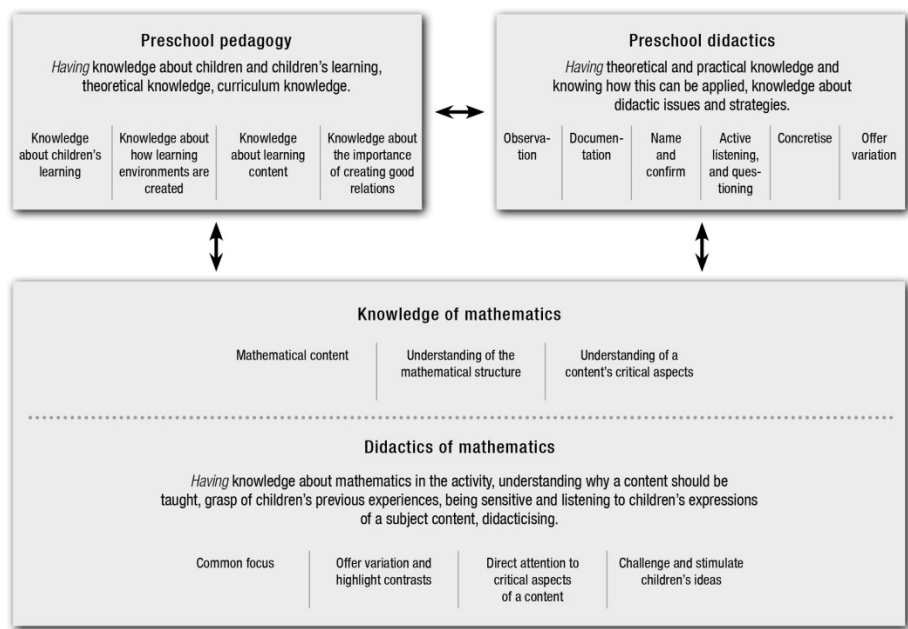 Preschool pedagogy
Having knowledge about children and children’s learning,
theoretical knowledge, curriculum knowledge.
Knowledge
about children’s
learning
Knowledge about
how learning
environments are
created
Knowledge
about learning
content
Knowledge about
the importance
of creating good
relations
Preschool didactics
Having theoretical and practical knowledge and
knowing how this can be applied, knowledge about
didactic issues and strategies.
Observa-
tion
Documen-
tation
Name
and
confirm
Active
listening,
and ques-
tioning
Concretise
Offer
variation
Knowledge of mathematics
Mathematical content
Understanding of the
mathematical structure
Understanding of a
content’s critical aspects
Didactics of mathematics
Having knowledge about mathematics in the activity, understanding why a content should be
taught, grasp of children’s previous experiences, being sensitive and listening to children’s expressions
of a subject content, didacticising.
Common focus
Offer variation and
highlight contrasts
Direct attention to
critical aspects
of a content
Challenge and stimulate
children’s ideas